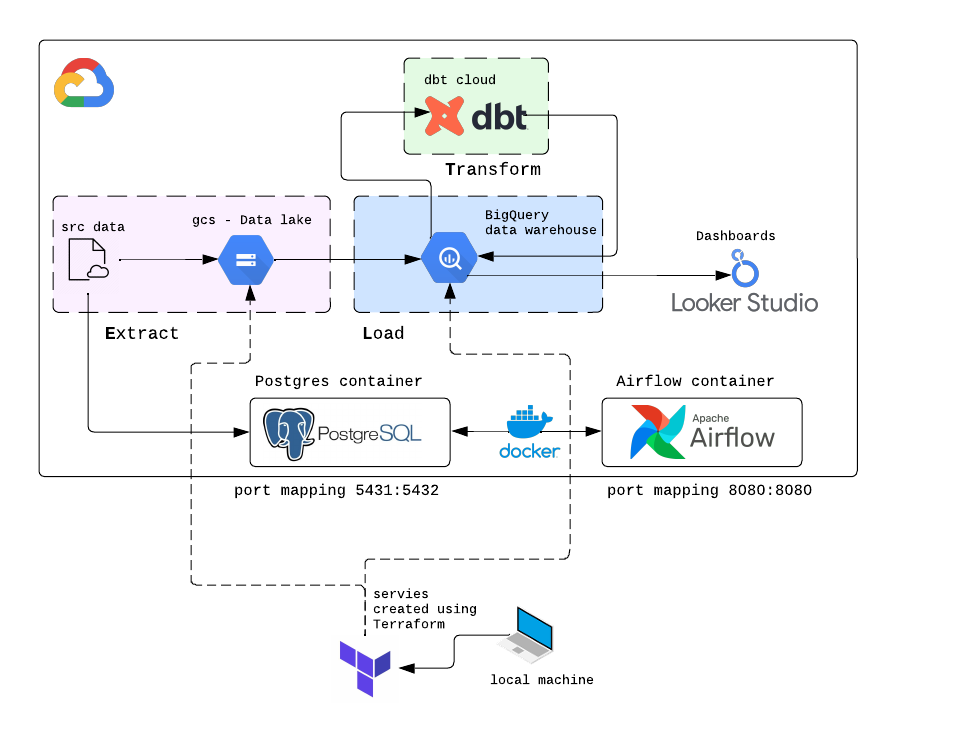 dbt cloud
dbt
Transform
gcs - Data lake
src data
BigQuery
data warehouse
Dashboards
Looker Studio
Extract
Load
Postgres container
Airflow container
PostgreSQL
docker
Apache
Airflow
port mapping 5431:5432
port mapping 8080:8080
servies
created using
Terraform
local machine